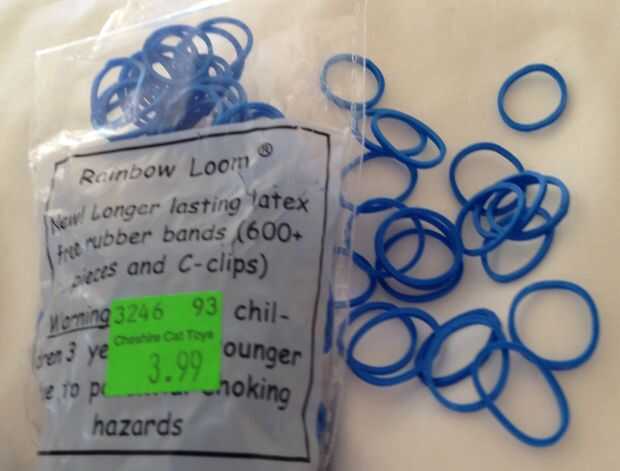 Rainbow Loom®
New! Longer lasting latex
free rubber bands (600+
pieces and C-clips)
Warning chil-
3246 93
Cheshire Cat Toys
3.99
dren 3 ounger
to
hazards